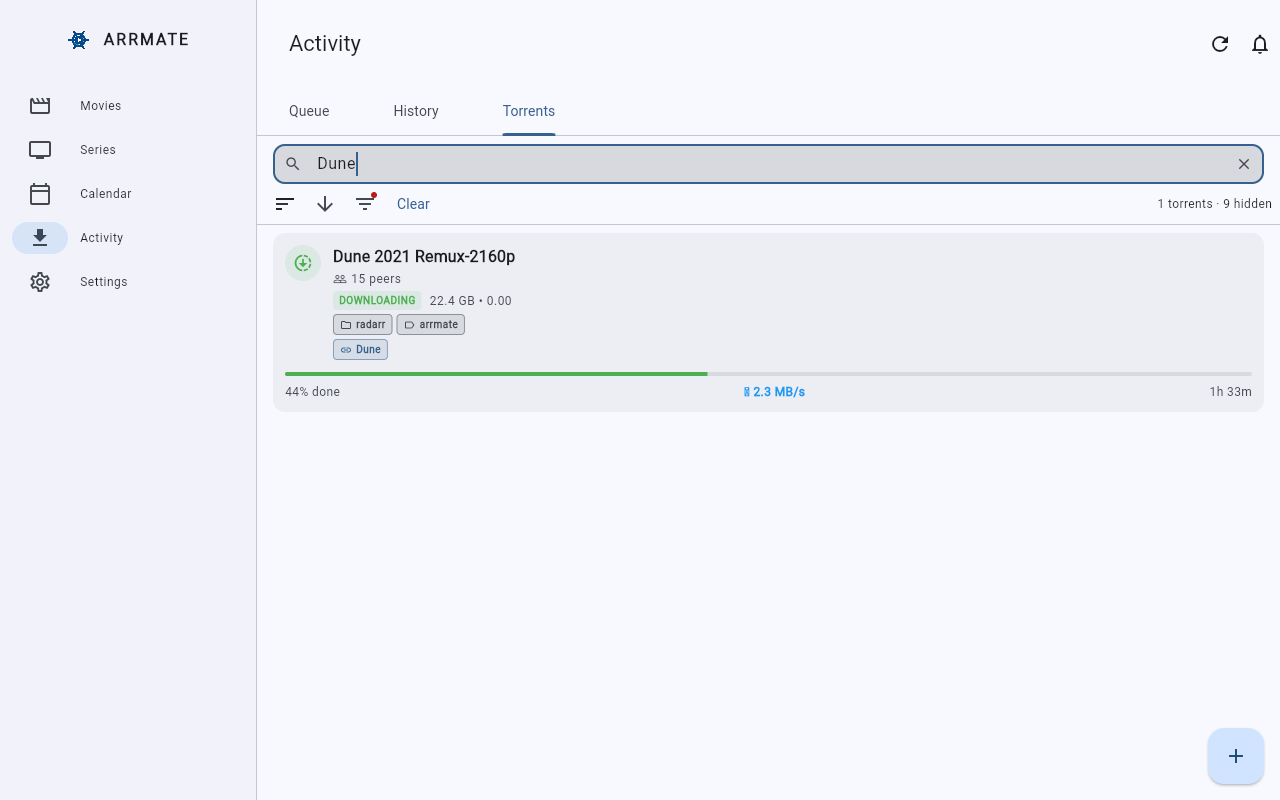 ARRMATE
Activity
Movies
Series
Calendar
Activity
Settings
Queue
History
Torrents
Dune
Clear
1 torrents · 9 hidden
Dune 2021 Remux-2160p
15 peers
DOWNLOADING 22.4 GB • 0.00
radarr arrmate
Dune
44% done
2.3 MB/s
1h 33m